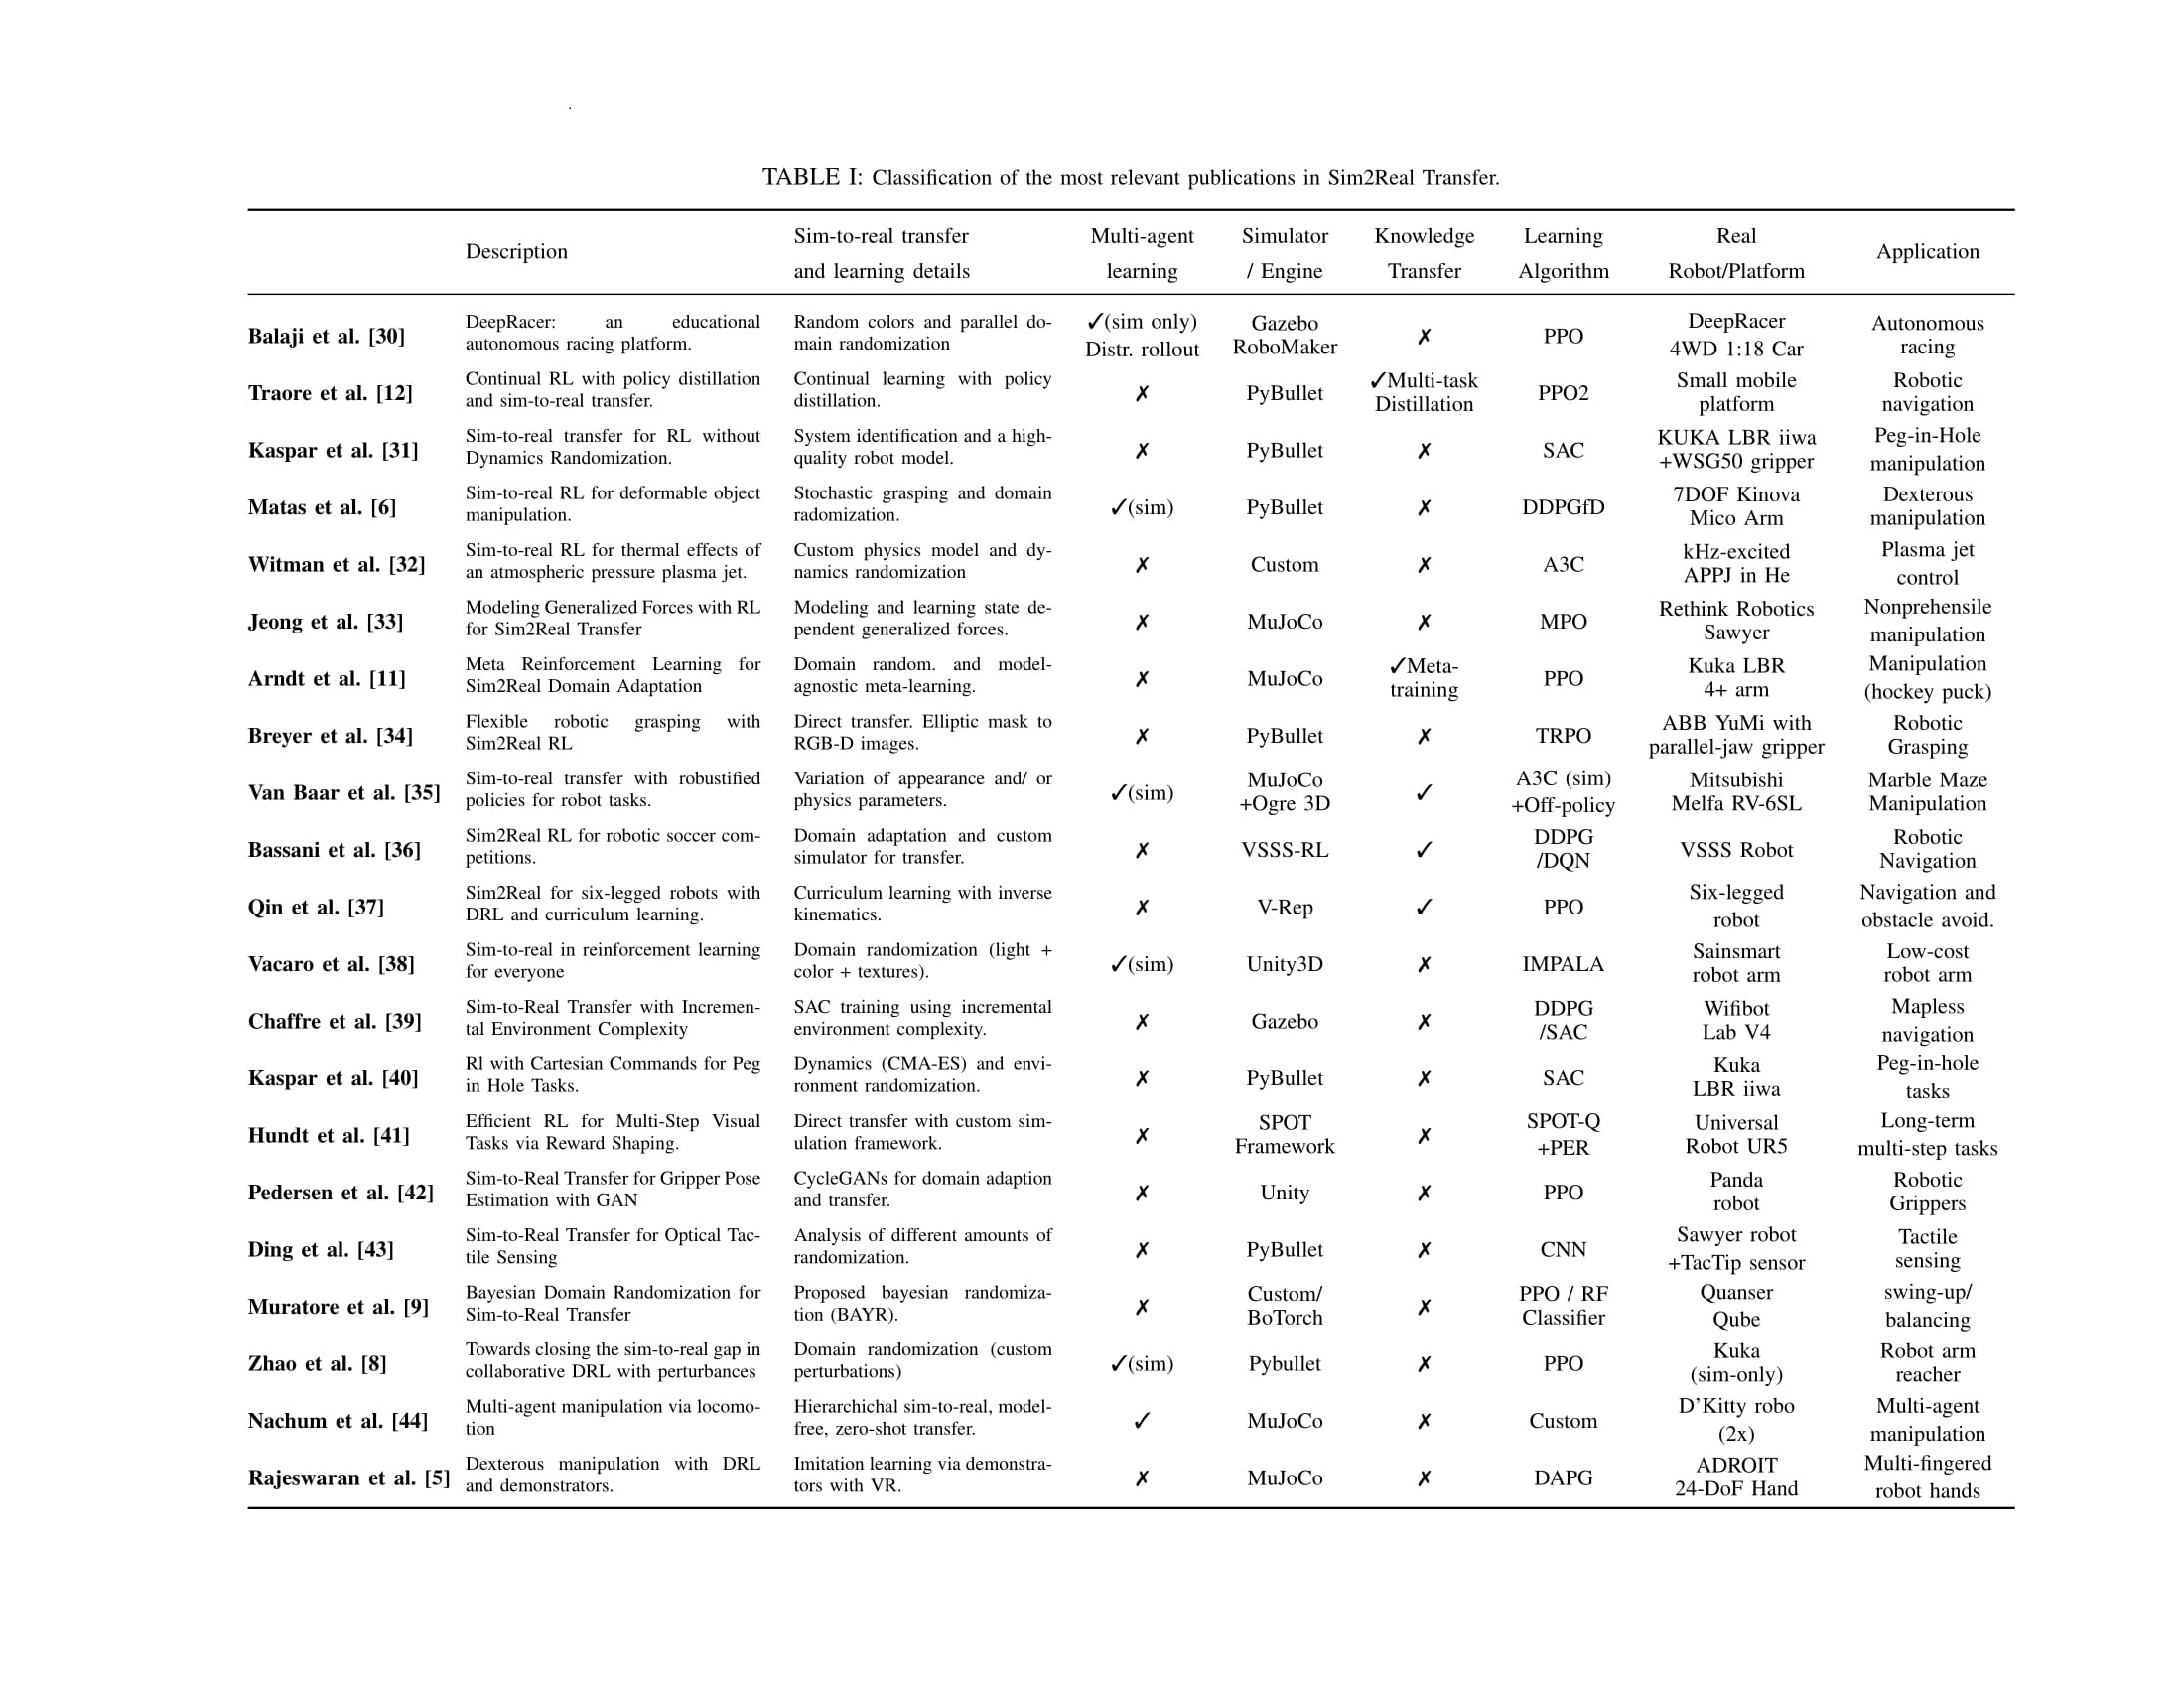 TABLE I: Classification of the most relevant publications in Sim2Real Transfer.
Description
Sim-to-real transfer
and learning details
Multi-agent
learning
Simulator
/ Engine
Knowledge
Transfer
Learning
Algorithm
Real
Robot/Platform
Application
Balaji et al. [30]
DeepRacer: an educational
autonomous racing platform.
Random colors and parallel do-
main randomization
✓(sim only)
Distr. rollout
Gazebo
RoboMaker
✗
PPO
DeepRacer
4WD 1:18 Car
Autonomous
racing
Traore et al. [12]
Continual RL with policy distillation
and sim-to-real transfer.
Continual learning with policy
distillation.
✗
PyBullet
✓Multi-task
Distillation
PPO2
Small mobile
platform
Robotic
navigation
Kaspar et al. [31]
Sim-to-real transfer for RL without
Dynamics Randomization.
System identification and a high-
quality robot model.
✗
PyBullet
✗
SAC
KUKA LBR iiwa
+WSG50 gripper
Peg-in-Hole
manipulation
Matas et al. [6]
Sim-to-real RL for deformable object
manipulation.
Stochastic grasping and domain
radomization.
✓(sim)
PyBullet
✗
DDPGfD
7DOF Kinova
Mico Arm
Dexterous
manipulation
Witman et al. [32]
Sim-to-real RL for thermal effects of
an atmospheric pressure plasma jet.
Custom physics model and dy-
namics randomization
✗
Custom
✗
A3C
kHz-excited
APPJ in He
Plasma jet
control
Jeong et al. [33]
Modeling Generalized Forces with RL
for Sim2Real Transfer
Modeling and learning state de-
pendent generalized forces.
✗
MuJoCo
✗
MPO
Rethink Robotics
Sawyer
Nonprehensile
manipulation
Arndt et al. [11]
Meta Reinforcement Learning for
Sim2Real Domain Adaptation
Domain random. and model-
agnostic meta-learning.
✗
MuJoCo
✓Meta-
training
PPO
Kuka LBR
4+ arm
Manipulation
(hockey puck)
Breyer et al. [34]
Flexible robotic grasping with
Sim2Real RL
Direct transfer. Elliptic mask to
RGB-D images.
✗
PyBullet
✗
TRPO
ABB YuMi with
parallel-jaw gripper
Robotic
Grasping
Van Baar et al. [35]
Sim-to-real transfer with robustified
policies for robot tasks.
Variation of appearance and/ or
physics parameters.
✓(sim)
MuJoCo
+Ogre 3D
✓
A3C (sim)
+Off-policy
Mitsubishi
Melfa RV-6SL
Marble Maze
Manipulation
Bassani et al. [36]
Sim2Real RL for robotic soccer com-
petitions.
Domain adaptation and custom
simulator for transfer.
✗
VSSS-RL
✓
DDPG
/DQN
VSSS Robot
Robotic
Navigation
Qin et al. [37]
Sim2Real for six-legged robots with
DRL and curriculum learning.
Curriculum learning with inverse
kinematics.
✗
V-Rep
✓
PPO
Six-legged
robot
Navigation and
obstacle avoid.
Vacaro et al. [38]
Sim-to-real in reinforcement learning
for everyone
Domain randomization (light +
color + textures).
✓(sim)
Unity3D
✗
IMPALA
Sainsmart
robot arm
Low-cost
robot arm
Chaffre et al. [39]
Sim-to-Real Transfer with Incremen-
tal Environment Complexity
SAC training using incremental
environment complexity.
✗
Gazebo
✗
DDPG
/SAC
Wifibot
Lab V4
Mapless
navigation
Kaspar et al. [40]
Rl with Cartesian Commands for Peg
in Hole Tasks.
Dynamics (CMA-ES) and envi-
ronment randomization.
✗
PyBullet
✗
SAC
Kuka
LBR iiwa
Peg-in-hole
tasks
Hundt et al. [41]
Efficient RL for Multi-Step Visual
Tasks via Reward Shaping.
Direct transfer with custom sim-
ulation framework.
✗
SPOT
Framework
✗
SPOT-Q
+PER
Universal
Robot UR5
Long-term
multi-step tasks
Pedersen et al. [42]
Sim-to-Real Transfer for Gripper Pose
Estimation with GAN
CycleGANs for domain adaption
and transfer.
✗
Unity
✗
PPO
Panda
robot
Robotic
Grippers
Ding et al. [43]
Sim-to-Real Transfer for Optical Tac-
tile Sensing
Analysis of different amounts of
randomization.
✗
PyBullet
✗
CNN
Sawyer robot
+TacTip sensor
Tactile
sensing
Muratore et al. [9]
Bayesian Domain Randomization for
Sim-to-Real Transfer
Proposed bayesian randomiza-
tion (BAYR).
✗
Custom/
BoTorch
✗
PPO / RF
Classifier
Quanser
Qube
swing-up/
balancing
Zhao et al. [8]
Towards closing the sim-to-real gap in
collaborative DRL with perturbances
Domain randomization (custom
perturbations)
✓(sim)
Pybullet
✗
PPO
Kuka
(sim-only)
Robot arm
reacher
Nachum et al. [44]
Multi-agent manipulation via locomo-
tion
Hierarchichal sim-to-real, model-
free, zero-shot transfer.
✓
MuJoCo
✗
Custom
D'Kitty robo
(2x)
Multi-agent
manipulation
Rajeswaran et al. [5]
Dexterous manipulation with DRL
and demonstrators.
Imitation learning via demonstra-
tors with VR.
✗
MuJoCo
✗
DAPG
ADROIT
24-DoF Hand
Multi-fingered
robot hands